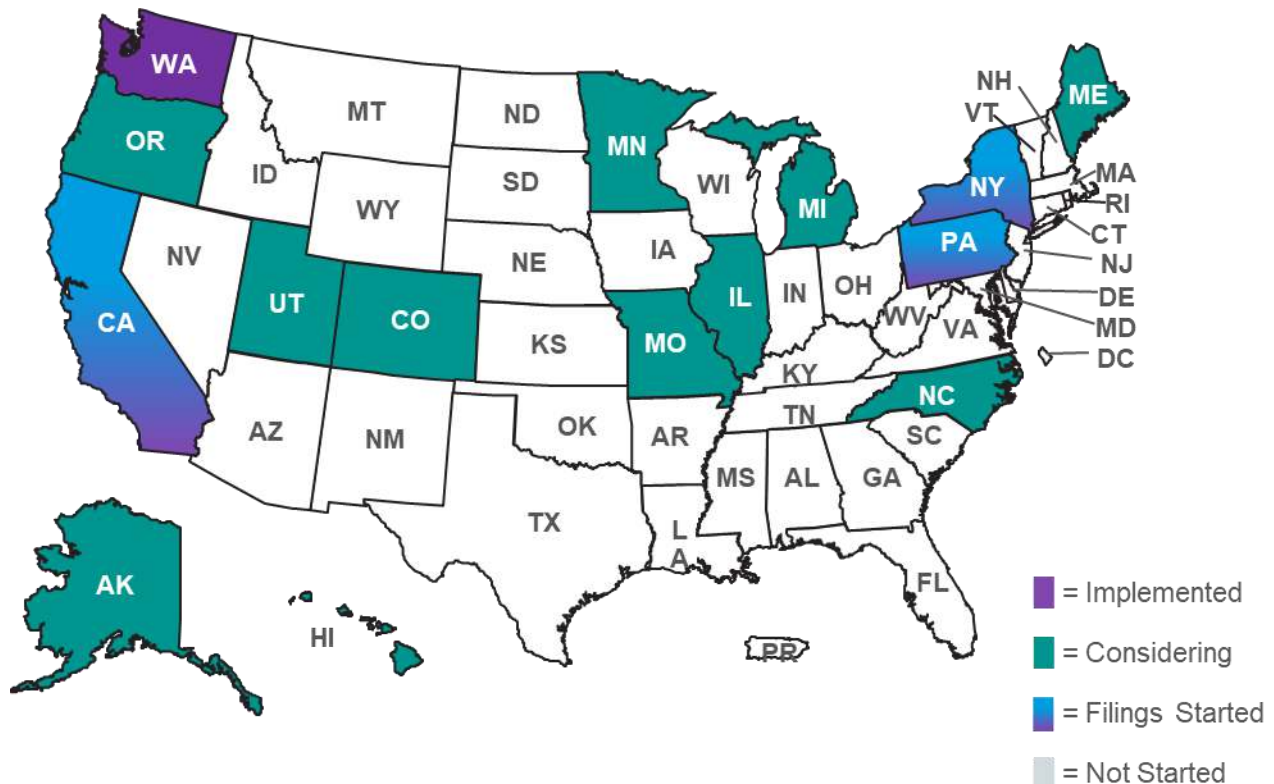 WA
MT
ND
MN
NH
VT
ME
OR
ID
SD
WI
MI
NY
MA
RI
CT
WY
NV
UT
CO
NE
IA
PA
NJ
DE
MD
DC
CA
KS
MO
IL
IN
OH
WV
VA
KY
NC
AZ
NM
OK
AR
TN
SC
MS
AL
GA
TX
L
A
FL
AK
HI
PR
= Implemented
= Considering
= Filings Started
= Not Started